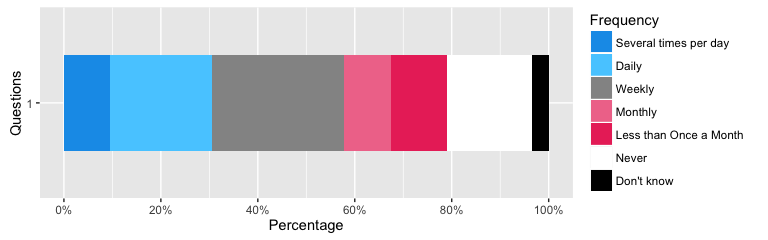 Frequency
Several times per day
Daily
Weekly
Monthly
Less than Once a Month
Never
Don't know
Questions
1
0% 20% 40% 60% 80% 100%
Percentage